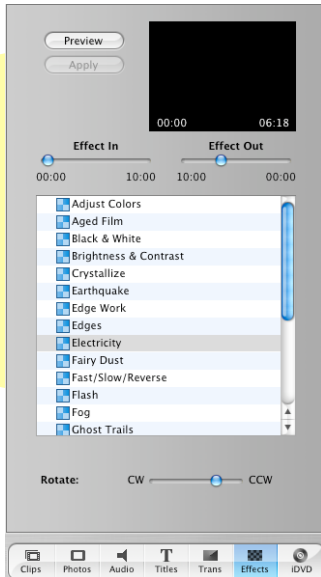 Preview
Apply
00:00 06:18
Effect In Effect Out
00:00 10:00 10:00 00:00
Adjust Colors
Aged Film
Black & White
Brightness & Contrast
Crystallize
Earthquake
Edge Work
Edges
Electricity
Fairy Dust
Fast/Slow/Reverse
Flash
Fog
Ghost Trails
Rotate: CW CCW
Clips Photos Audio Titles Trans Effects iDVD